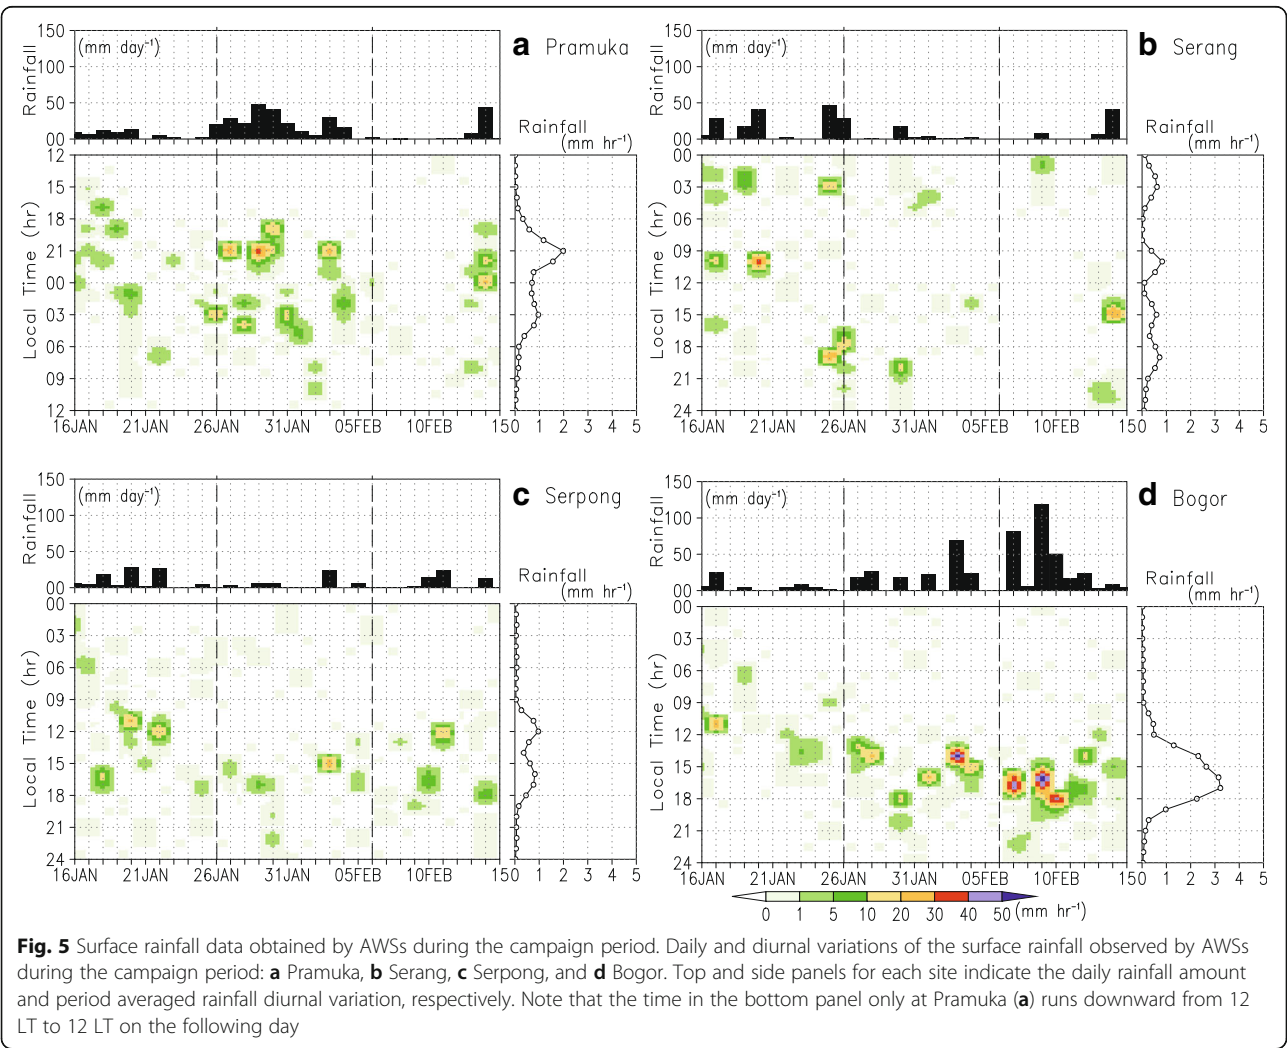 a Pramuka
150
100
50
00
Rainfall
(mm day⁻¹)
Rainfall
(mm hr⁻¹)
12
15
18
21
00
03
06
09
12
Local Time (hr)
16JAN 21JAN 26JAN 31JAN 05FEB 10FEB 15
0 1 2 3 4 5
b Serang
150
100
50
00
Rainfall
(mm day⁻¹)
Rainfall
(mm hr⁻¹)
00
03
06
09
12
15
18
21
24
Local Time (hr)
16JAN 21JAN 26JAN 31JAN 05FEB 10FEB 15
0 1 2 3 4 5
c Serpong
150
100
50
00
Rainfall
(mm day⁻¹)
Rainfall
(mm hr⁻¹)
00
03
06
09
12
15
18
21
24
Local Time (hr)
16JAN 21JAN 26JAN 31JAN 05FEB 10FEB 15
0 1 2 3 4 5
d Bogor
150
100
50
00
Rainfall
(mm day⁻¹)
Rainfall
(mm hr⁻¹)
00
03
06
09
12
15
18
21
24
Local Time (hr)
16JAN 21JAN 26JAN 31JAN 05FEB 10FEB 15
0 1 2 3 4 5
0 1 5 10 20 30 40 50 (mm hr⁻¹)
Fig. 5 Surface rainfall data obtained by AWSs during the campaign period. Daily and diurnal variations of the surface rainfall observed by AWSs
during the campaign period: a Pramuka, b Serang, c Serpong, and d Bogor. Top and side panels for each site indicate the daily rainfall amount
and period averaged rainfall diurnal variation, respectively. Note that the time in the bottom panel only at Pramuka (a) runs downward from 12
LT to 12 LT on the following day